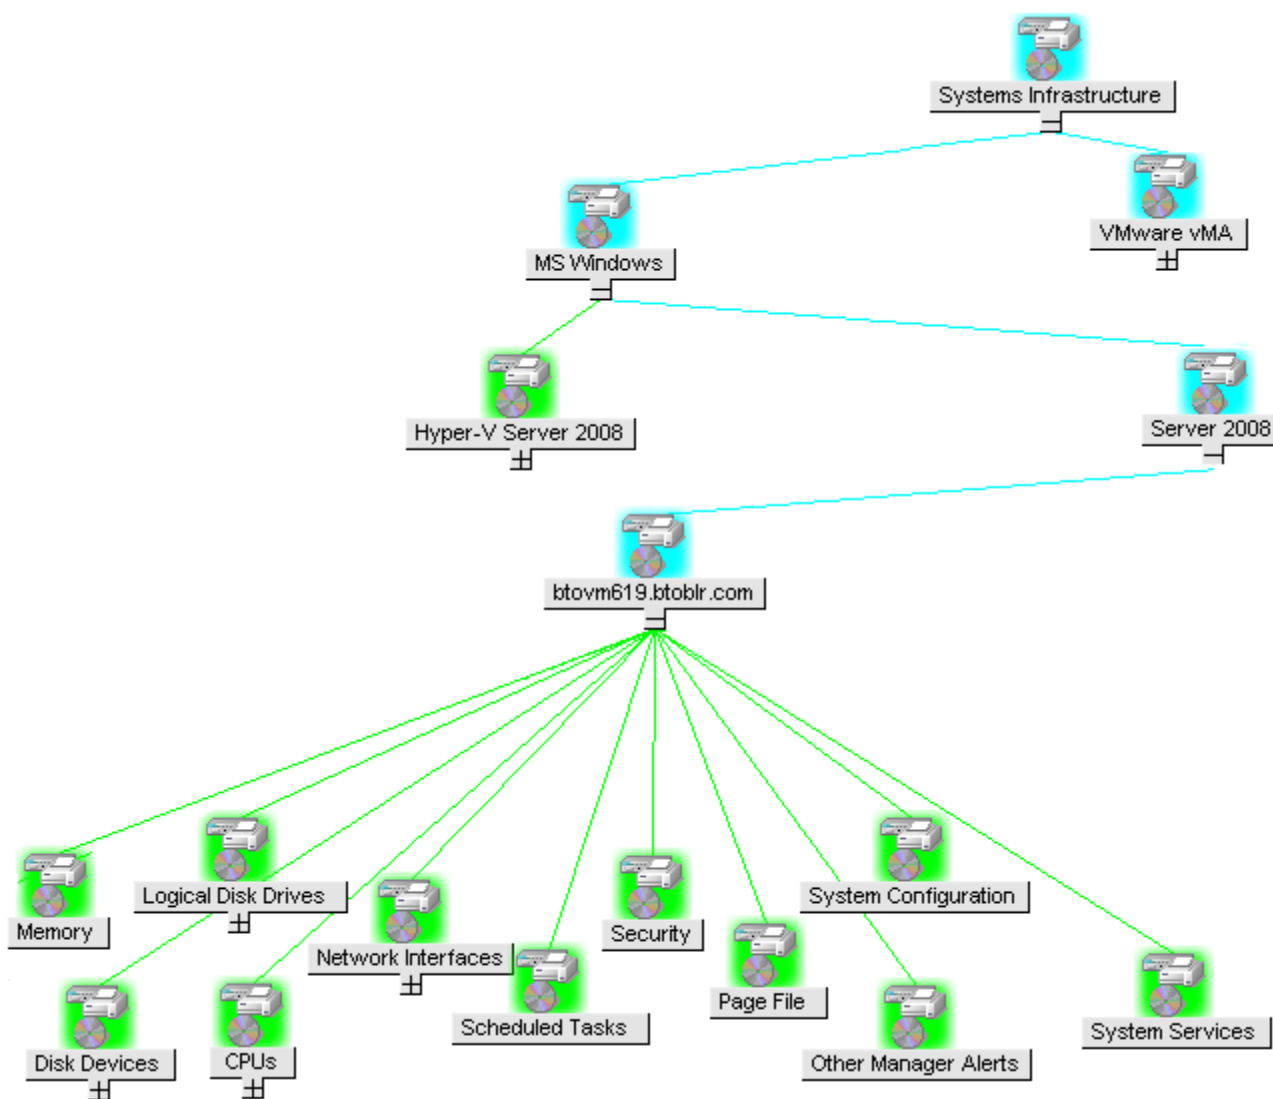 Systems Infrastructure
VMware vMA
MS Windows
Hyper-V Server 2008
Server 2008
btovm619.btoblr.com
Logical Disk Drives
System Configuration
Memory
Security
Network Interfaces
Page File
Scheduled Tasks
System Services
Disk Devices
CPUs
Other Manager Alerts